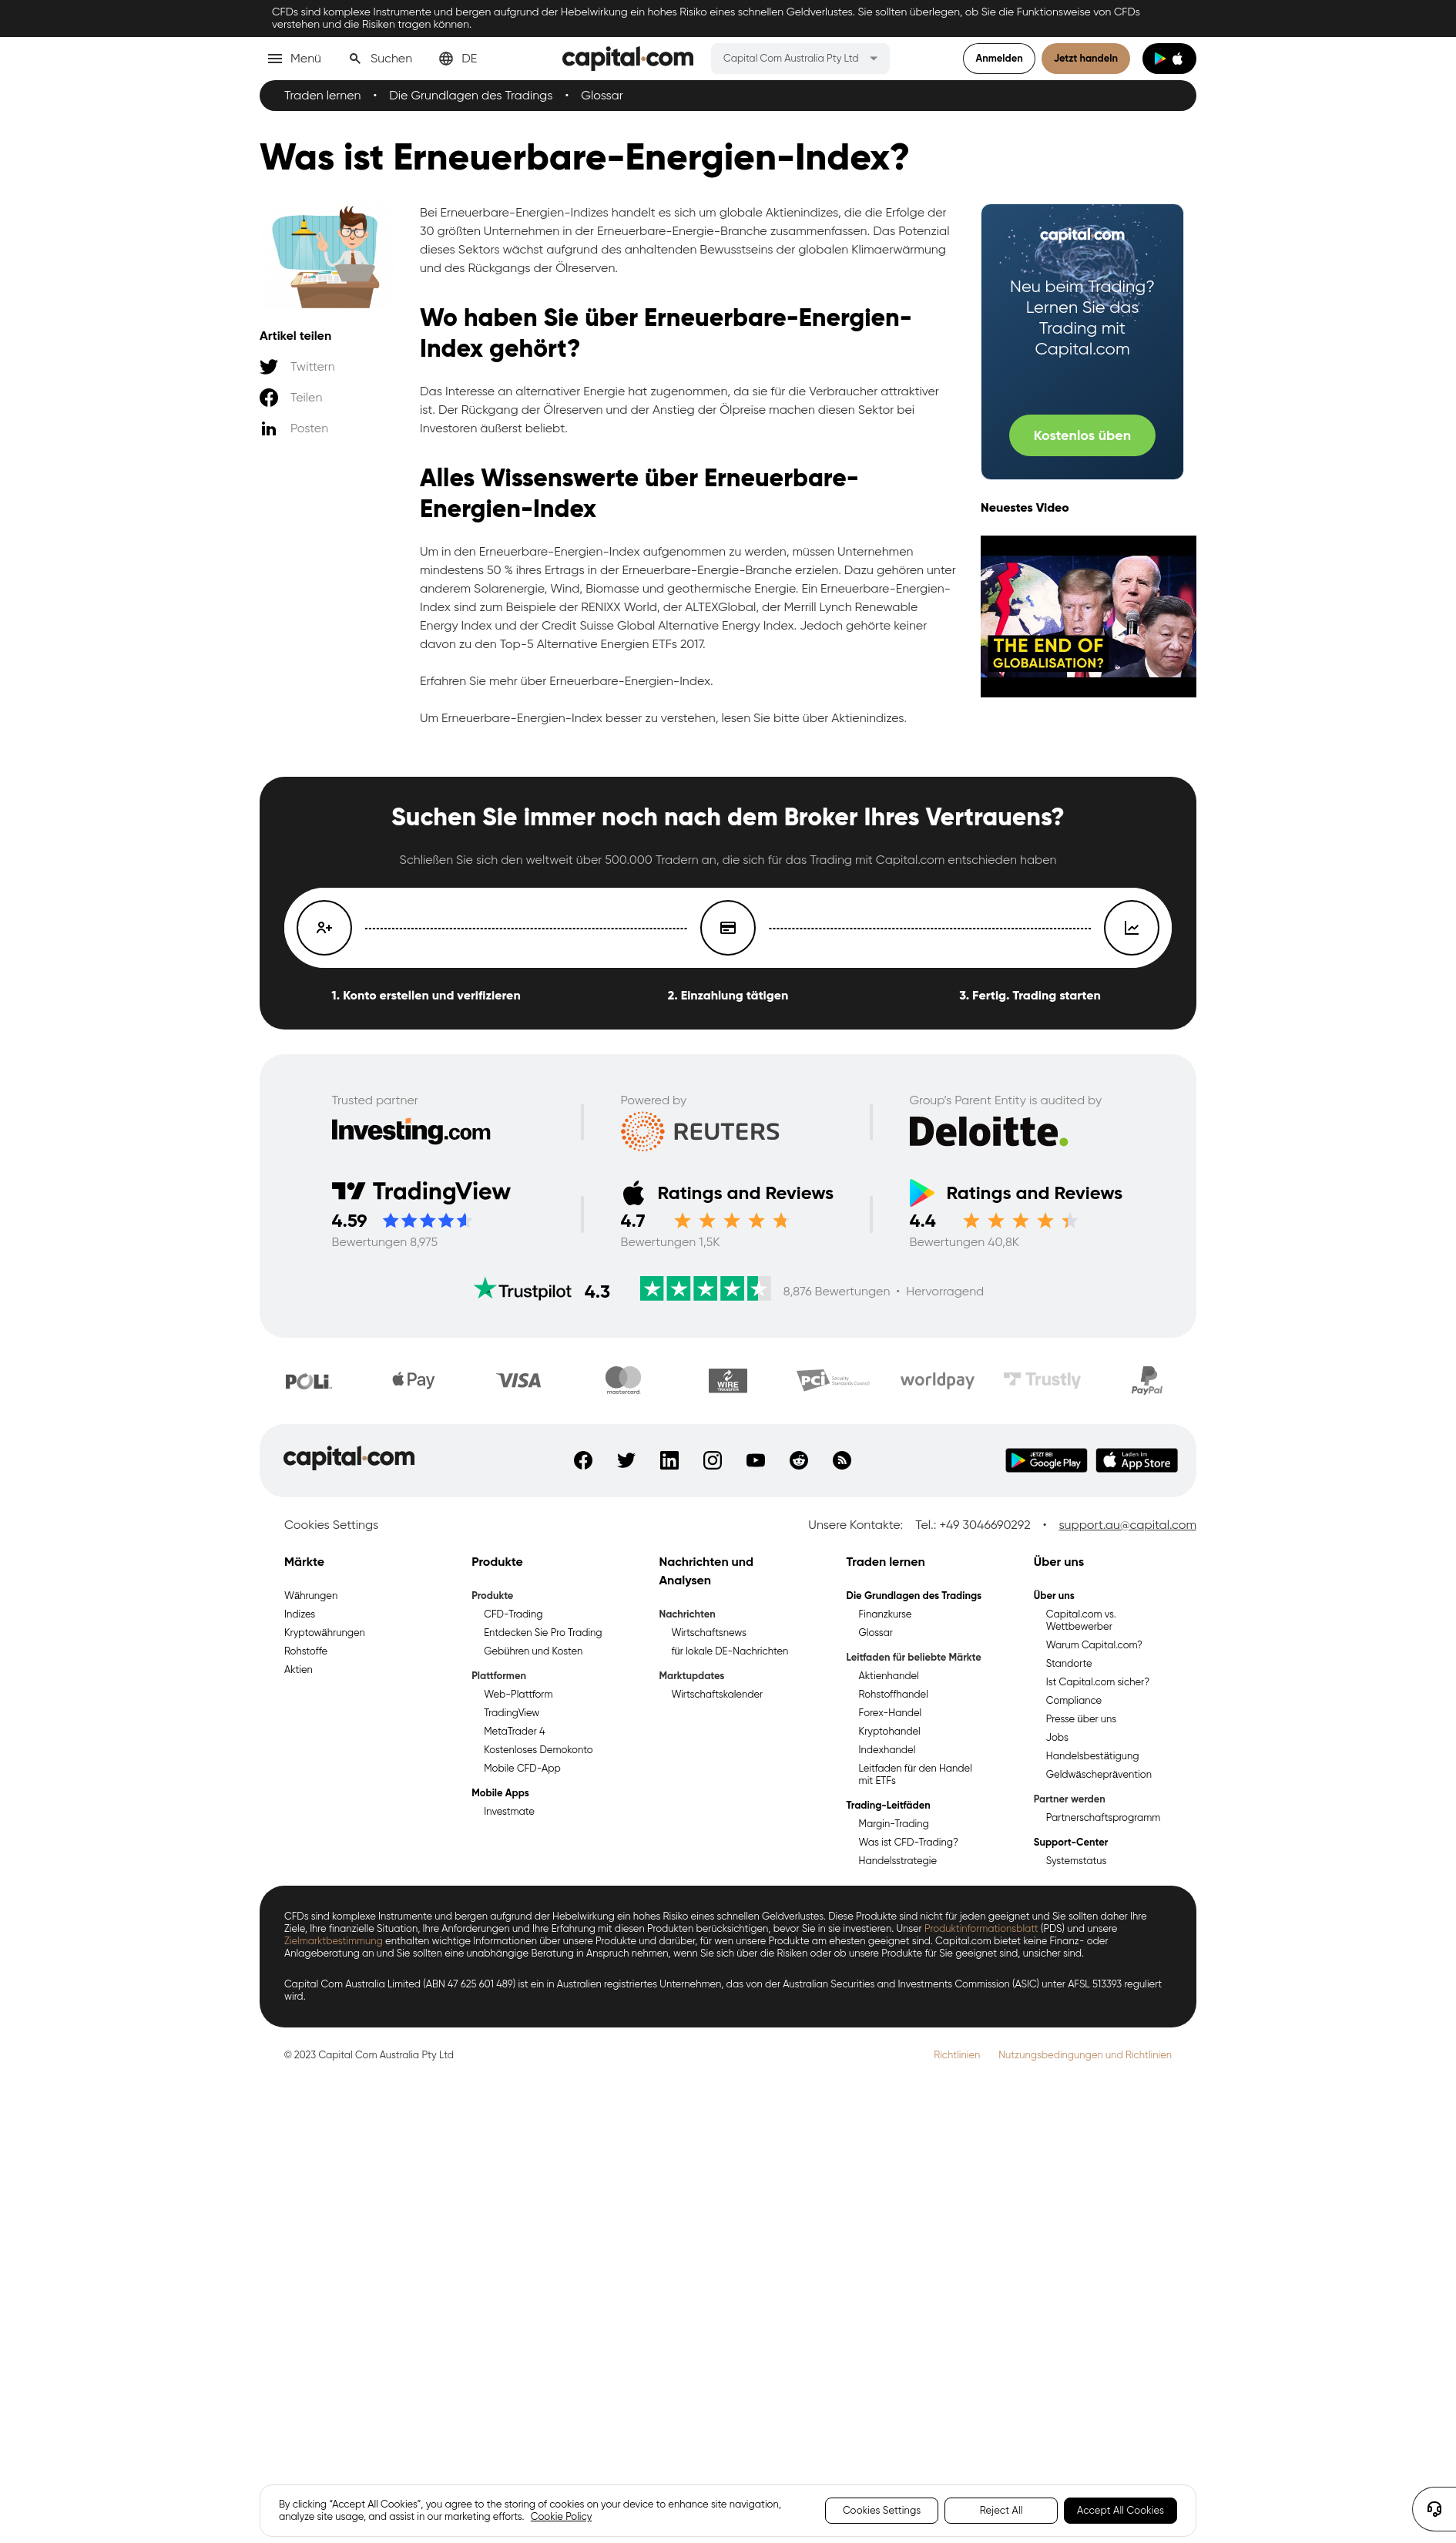 CFDs sind komplexe Instrumente und bergen aufgrund der Hebelwirkung ein hohes Risiko eines schnellen Geldverlustes. Sie sollten überlegen, ob Sie die Funktionsweise von CFDs
verstehen und die Risiken tragen können.
Menü Suchen DE capital.com Capital Com Australia Pty Ltd Anmelden Jetzt handeln
Traden lernen • Die Grundlagen des Tradings • Glossar
Was ist Erneuerbare-Energien-Index?
Artikel teilen
Twittern
Teilen
Posten
Bei Erneuerbare-Energien-Indizes handelt es sich um globale Aktienindizes, die die Erfolge der
30 größten Unternehmen in der Erneuerbare-Energie-Branche zusammenfassen. Das Potenzial
dieses Sektors wächst aufgrund des anhaltenden Bewusstseins der globalen Klimaerwärmung
und des Rückgangs der Ölreserven.
Wo haben Sie über Erneuerbare-Energien-
Index gehört?
Das Interesse an alternativer Energie hat zugenommen, da sie für die Verbraucher attraktiver
ist. Der Rückgang der Ölreserven und der Anstieg der Ölpreise machen diesen Sektor bei
Investoren äußerst beliebt.
Alles Wissenswerte über Erneuerbare-
Energien-Index
Um in den Erneuerbare-Energien-Index aufgenommen zu werden, müssen Unternehmen
mindestens 50 % ihres Ertrags in der Erneuerbare-Energie-Branche erzielen. Dazu gehören unter
anderem Solarenergie, Wind, Biomasse und geothermische Energie. Ein Erneuerbare-Energien-
Index sind zum Beispiele der RENIXX World, der ALTEXGlobal, der Merrill Lynch Renewable
Energy Index und der Credit Suisse Global Alternative Energy Index. Jedoch gehörte keiner
davon zu den Top-5 Alternative Energien ETFs 2017.
Erfahren Sie mehr über Erneuerbare-Energien-Index.
Um Erneuerbare-Energien-Index besser zu verstehen, lesen Sie bitte über Aktienindizes.
capital.com
Neu beim Trading?
Lernen Sie das
Trading mit
Capital.com
Kostenlos üben
Neuestes Video
THE END OF
GLOBALISATION?
Suchen Sie immer noch nach dem Broker Ihres Vertrauens?
Schließen Sie sich den weltweit über 500.000 Tradern an, die sich für das Trading mit Capital.com entschieden haben
1. Konto erstellen und verifizieren
2. Einzahlung tätigen
3. Fertig. Trading starten
Trusted partner
Investing.com
Powered by
REUTERS
Group's Parent Entity is audited by
Deloitte.
TradingView
4.59
Bewertungen 8,975
Ratings and Reviews
4.7
Bewertungen 1,5K
Ratings and Reviews
4.4
Bewertungen 40,8K
Trustpilot 4.3 8,876 Bewertungen • Hervorragend
POLi Pay VISA mastercard WIRE TRANSFER PCI Security Standards Council worldpay Trustly PayPal
capital.com
JETZT BEI Google Play
Laden im App Store
Cookies Settings
Unsere Kontakte: Tel.: +49 3046690292 • support.au@capital.com
Märkte
Währungen
Indizes
Kryptowährungen
Rohstoffe
Aktien
Produkte
Produkte
CFD-Trading
Entdecken Sie Pro Trading
Gebühren und Kosten
Plattformen
Web-Plattform
TradingView
MetaTrader 4
Kostenloses Demokonto
Mobile CFD-App
Mobile Apps
Investmate
Nachrichten und
Analysen
Nachrichten
Wirtschaftsnews
für lokale DE-Nachrichten
Marktupdates
Wirtschaftskalender
Traden lernen
Die Grundlagen des Tradings
Finanzkurse
Glossar
Leitfaden für beliebte Märkte
Aktienhandel
Rohstoffhandel
Forex-Handel
Kryptohandel
Indexhandel
Leitfaden für den Handel
mit ETFs
Trading-Leitfäden
Margin-Trading
Was ist CFD-Trading?
Handelsstrategie
Über uns
Über uns
Capital.com vs.
Wettbewerber
Warum Capital.com?
Standorte
Ist Capital.com sicher?
Compliance
Presse über uns
Jobs
Handelsbestätigung
Geldwäscheprävention
Partner werden
Partnerschaftsprogramm
Support-Center
Systemstatus
CFDs sind komplexe Instrumente und bergen aufgrund der Hebelwirkung ein hohes Risiko eines schnellen Geldverlustes. Diese Produkte sind nicht für jeden geeignet und Sie sollten daher Ihre
Ziele, Ihre finanzielle Situation, Ihre Anforderungen und Ihre Erfahrung mit diesen Produkten berücksichtigen, bevor Sie in sie investieren. Unser Produktinformationsblatt (PDS) und unsere
Zielmarktbestimmung enthalten wichtige Informationen über unsere Produkte und darüber, für wen unsere Produkte am ehesten geeignet sind. Capital.com bietet keine Finanz- oder
Anlageberatung an und Sie sollten eine unabhängige Beratung in Anspruch nehmen, wenn Sie sich über die Risiken oder ob unsere Produkte für Sie geeignet sind, unsicher sind.
Capital Com Australia Limited (ABN 47 625 601 489) ist ein in Australien registriertes Unternehmen, das von der Australian Securities and Investments Commission (ASIC) unter AFSL 513393 reguliert
wird.
© 2023 Capital Com Australia Pty Ltd
Richtlinien Nutzungsbedingungen und Richtlinien
By clicking "Accept All Cookies", you agree to the storing of cookies on your device to enhance site navigation,
analyze site usage, and assist in our marketing efforts. Cookie Policy
Cookies Settings Reject All Accept All Cookies